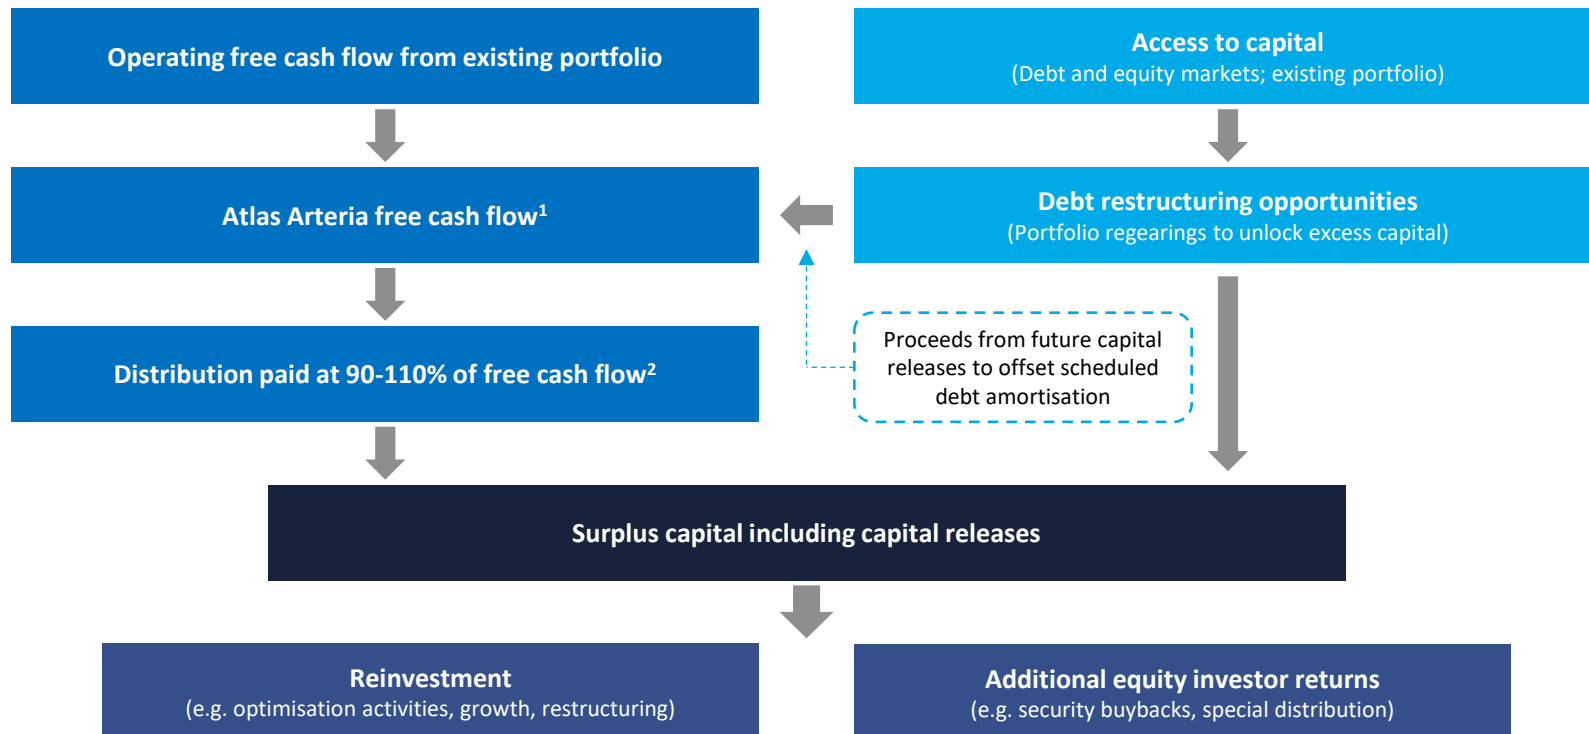 Operating free cash flow from existing portfolio
Access to capital
(Debt and equity markets; existing portfolio)
Atlas Arteria free cash flow¹
Debt restructuring opportunities
(Portfolio regearings to unlock excess capital)
Distribution paid at 90-110% of free cash flow²
Proceeds from future capital
releases to offset scheduled
debt amortisation
Surplus capital including capital releases
Reinvestment
(e.g. optimisation activities, growth, restructuring)
Additional equity investor returns
(e.g. security buybacks, special distribution)